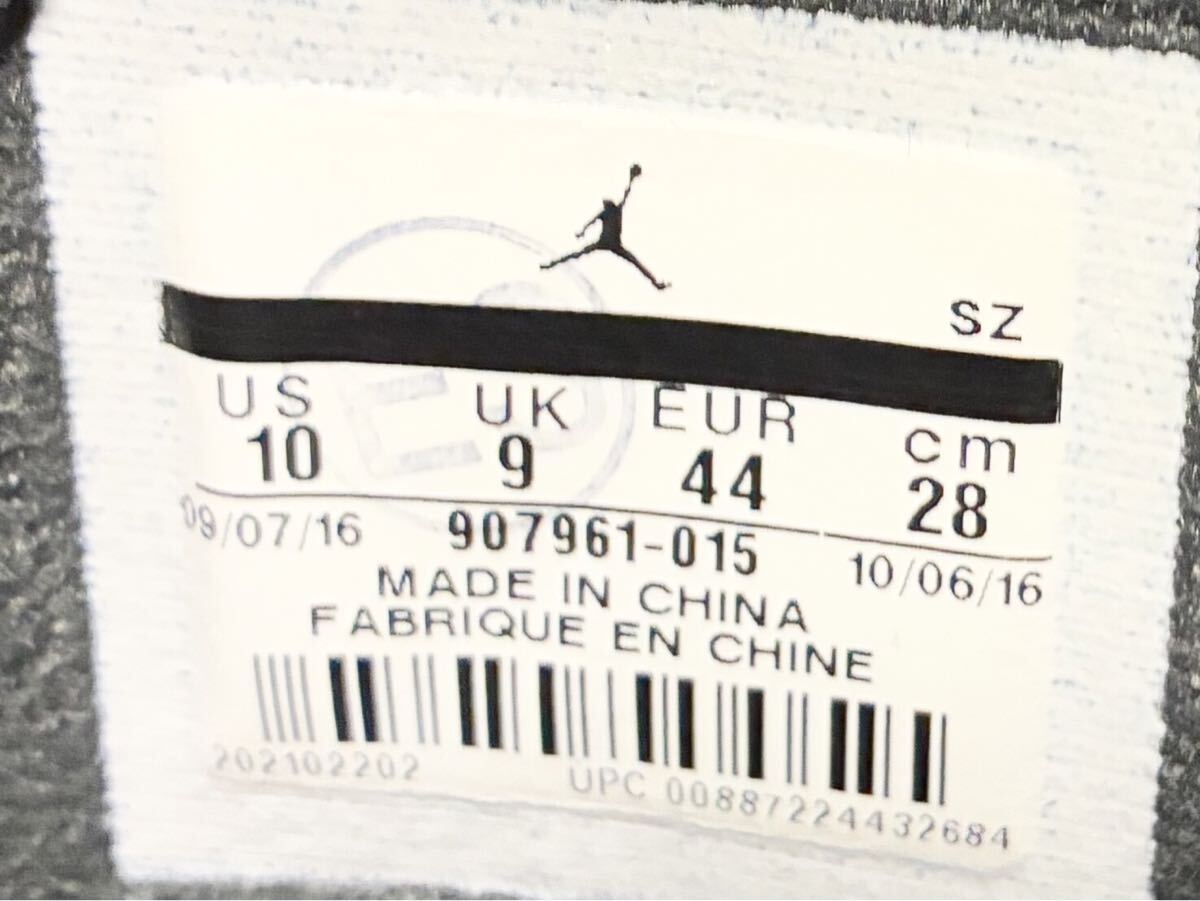 SZ
US UK EUR cm
10 9 44 28
09/07/16 907961-015 10/06/16
MADE IN CHINA
FABRIQUE EN CHINE
202102202 UPC 00887224432684